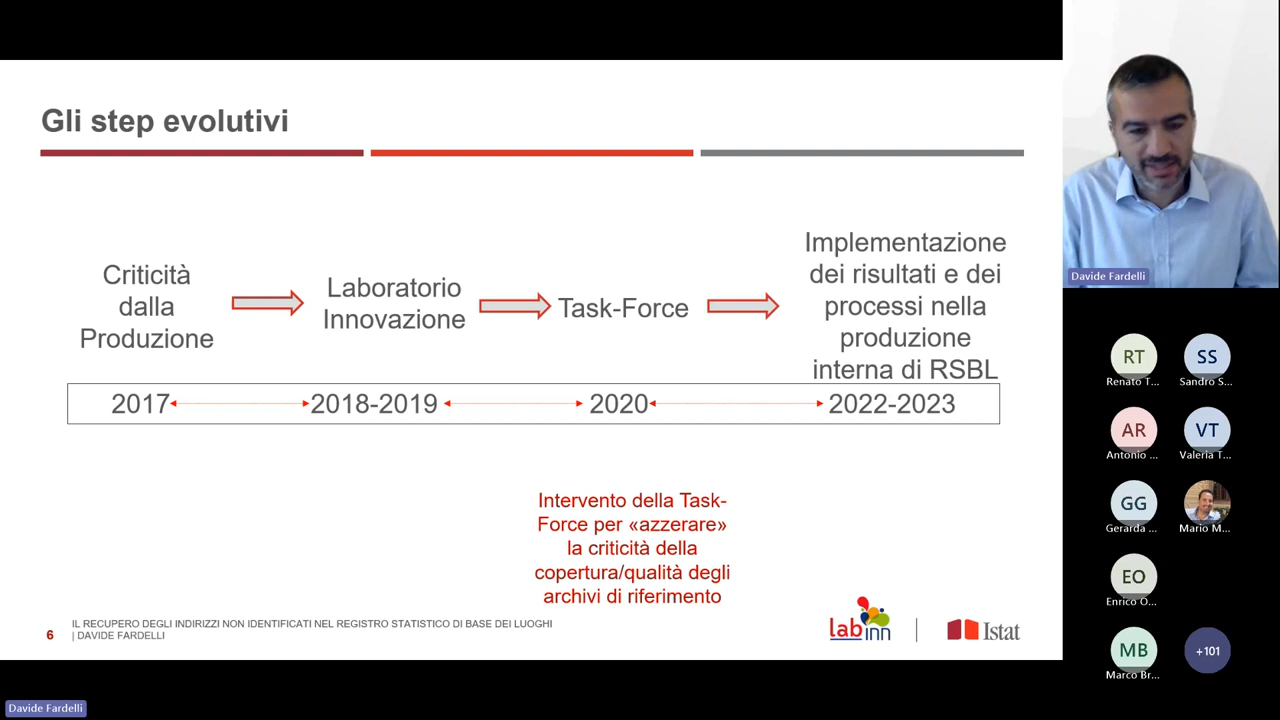 Gli step evolutivi
Criticità
dalla
Produzione
Laboratorio
Innovazione
Task-Force
Implementazione
dei risultati e dei
processi nella
produzione
interna di RSBL
2017
2018-2019
2020
2022-2023
Intervento della Task-
Force per «azzerare»
la criticità della
copertura/qualità degli
archivi di riferimento
6
IL RECUPERO DEGLI INDIRIZZI NON IDENTIFICATI NEL REGISTRO STATISTICO DI BASE DEI LUOGHI
| DAVIDE FARDELLI
lab inn
Istat
Davide Fardelli
RT
Renato T...
SS
Sandro S...
AR
Antonio ...
VT
Valeria T...
GG
Gerarda ...
Mario M...
EO
Enrico O...
MB
Marco Br...
+101
Davide Fardelli